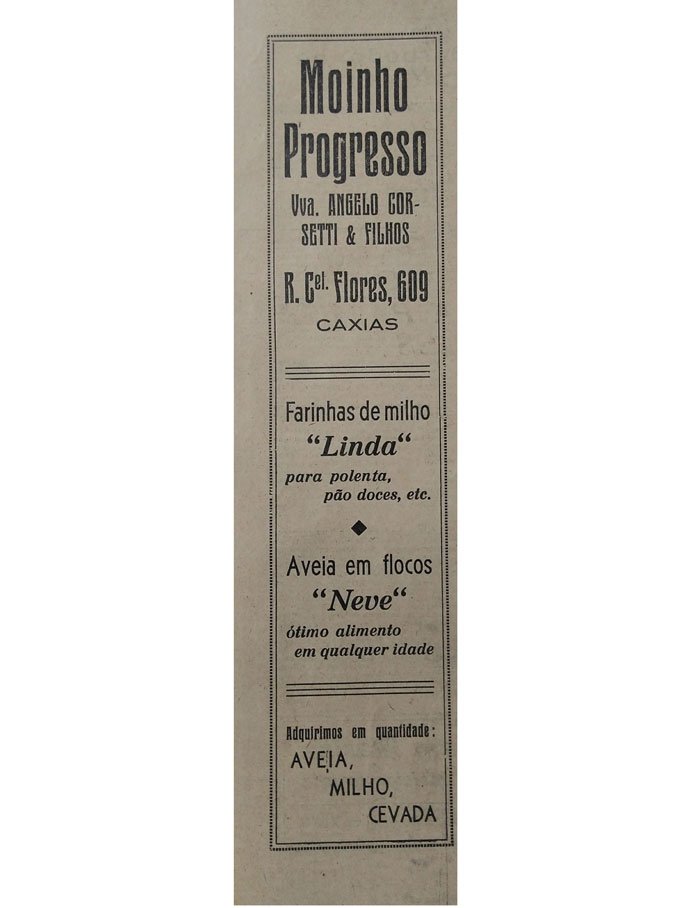 Moinho
Progresso
Vva. ANGELO COR-
SETTI & FILHOS
R. Cel. Flores, 609
CAXIAS
Farinhas de milho
“Linda“
para polenta,
pão doces, etc.
Aveia em flocos
“Neve“
ótimo alimento
em qualquer idade
Adquirimos em quantidade:
AVEIA,
MILHO,
CEVADA